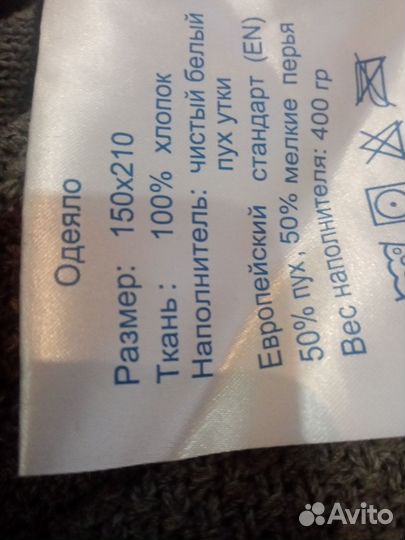 Одеяло
Размер: 150x210
Ткань: 100% хлопок
Наполнитель: чистый белый
пух утки
Европейский стандарт (EN)
50% пух, 50% мелкие перья
Вес наполнителя: 400 гр
Avito